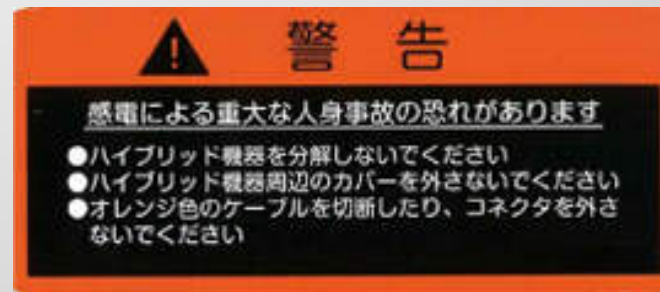 警告
感電による重大な人身事故の恐れがあります
●ハイブリッド機器を分解しないでください
●ハイブリッド機器周辺のカバーを外さないでください
●オレンジ色のケーブルを切断したり、コネクタを外さ
ないでください